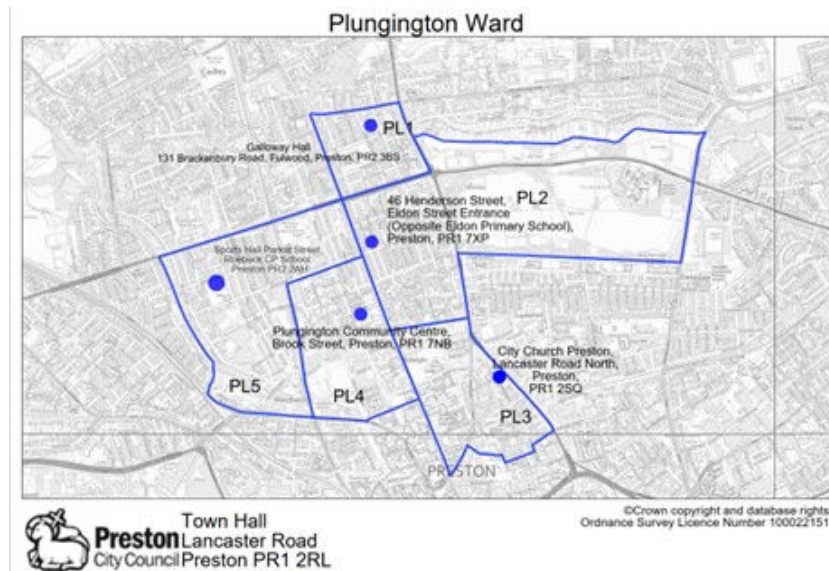 Plungington Ward
Cadley
PL1
Galloway Hall
131 Brackenbury Road, Fulwood, Preston, PR2 3BS
PL2
46 Henderson Street,
Eldon Street Entrance
(Opposite Eldon Primary School),
Preston, PR1 7XP
Sports Hall Parker Street,
Roebuck CP School
Preston PR2 2AH
Plungington Community Centre,
Brook Street, Preston, PR1 7NB
City Church Preston,
Lancaster Road North,
Preston,
PR1 2SQ
PL5
PL4
PL3
PRESTON
©Crown copyright and database rights
Ordnance Survey Licence Number 100022151
Preston
City Council
Town Hall
Lancaster Road
Preston PR1 2RL